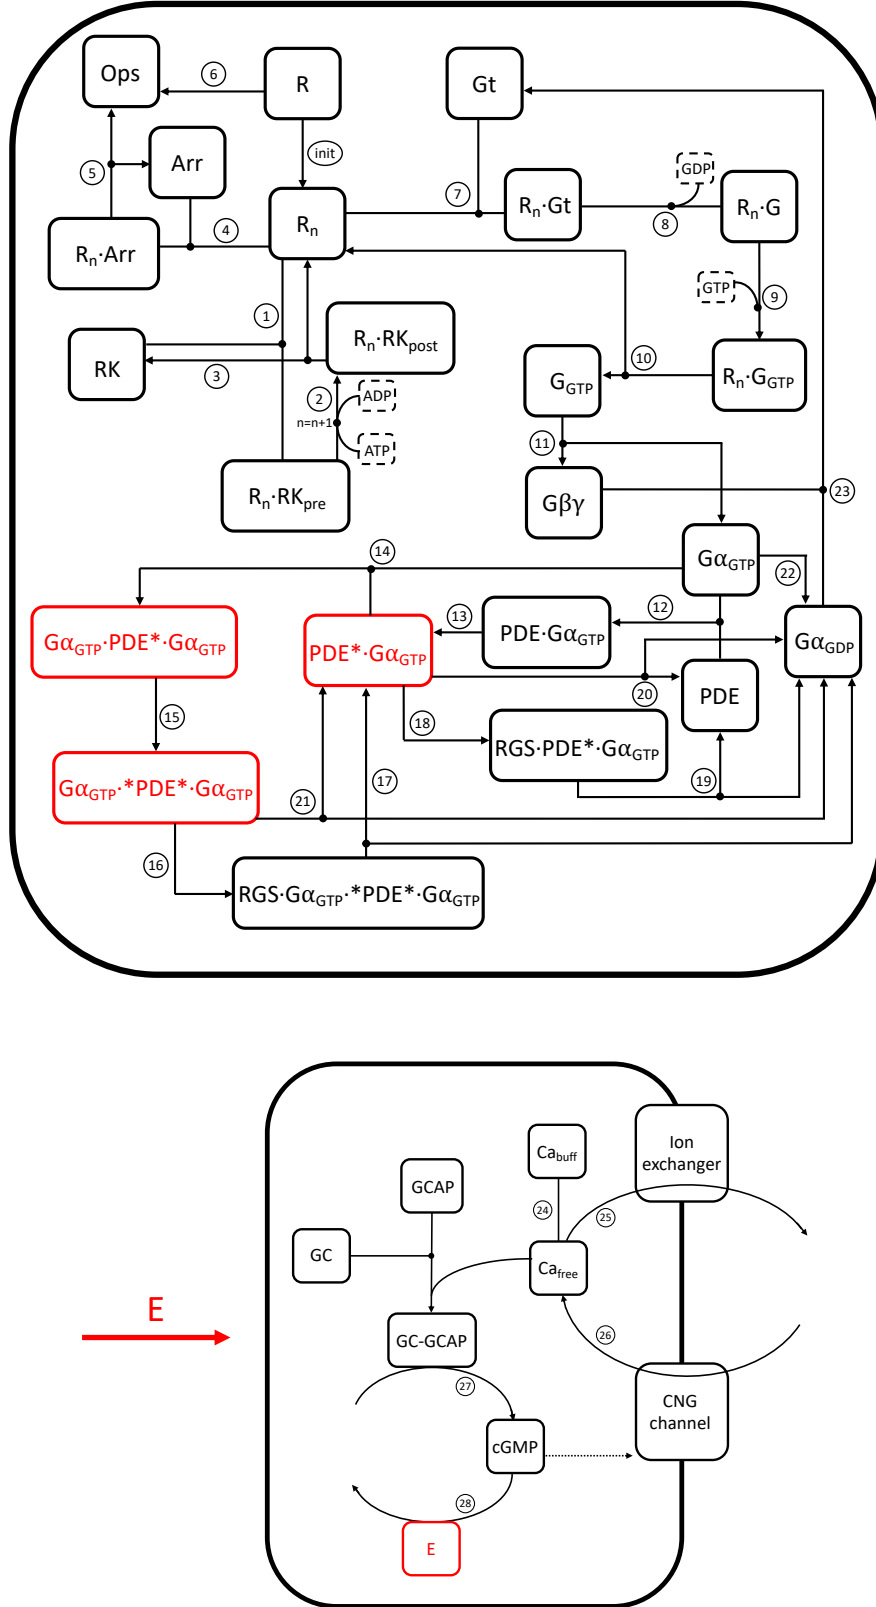 Ops
6
R
Gt
init
5
Arr
7
GDP
Rₙ·Gt
8
Rₙ·G
Rₙ
4
Rₙ·Arr
GTP
9
1
Rₙ·RKpost
RK
3
10
Rₙ·GGTP
GGTP
2
ADP
n=n+1
ATP
11
Rₙ·RKpre
Gβγ
23
14
GαGTP
22
GαGTP·PDE*·GαGTP
PDE*·GαGTP
13
PDE·GαGTP
12
GαGDP
20
PDE
15
18
RGS·PDE*·GαGTP
GαGTP·*PDE*·GαGTP
17
19
21
16
RGS·GαGTP·*PDE*·GαGTP
Ion
exchanger
Cabuff
GCAP
24
25
GC
Cafree
E
GC-GCAP
26
27
CNG
channel
cGMP
28
E